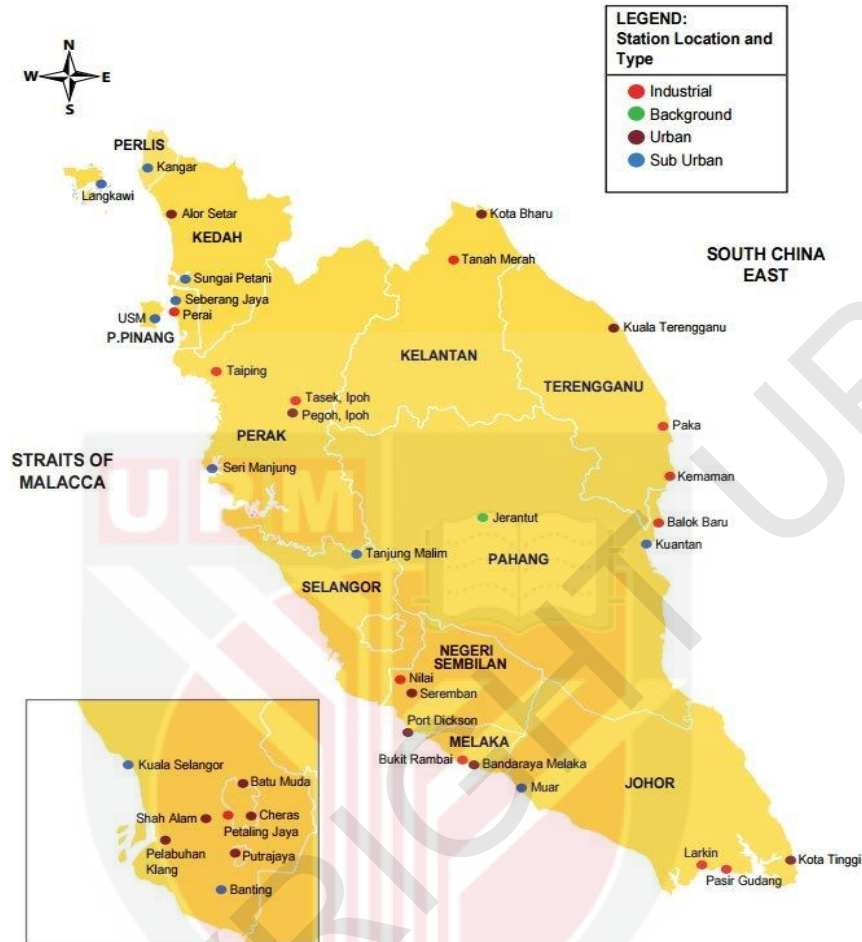 LEGEND:
Station Location and
Type
Industrial
Background
Urban
Sub Urban
N
W E
S
PERLIS
Kangar
Langkawi
Alor Setar
KEDAH
Kota Bharu
Tanah Merah
SOUTH CHINA
EAST
Sungai Petani
Seberang Jaya
USM
Perai
P.PINANG
Kuala Terengganu
KELANTAN
Taiping
TERENGGANU
Tasek, Ipoh
Pegoh, Ipoh
Paka
PERAK
STRAITS OF
MALACCA
Seri Manjung
Kemaman
UPM
Jerantut
Balok Baru
Kuantan
Tanjung Malim
PAHANG
SELANGOR
NEGERI
SEMBILAN
Nilai
Seremban
Port Dickson
MELAKA
Bukit Rambai
Bandaraya Melaka
JOHOR
Muar
Kuala Selangor
Batu Muda
Shah Alam
Cheras
Petaling Jaya
Pelabuhan
Klang
Putrajaya
Banting
Larkin
Kota Tinggi
Pasir Gudang
RIGHT UP